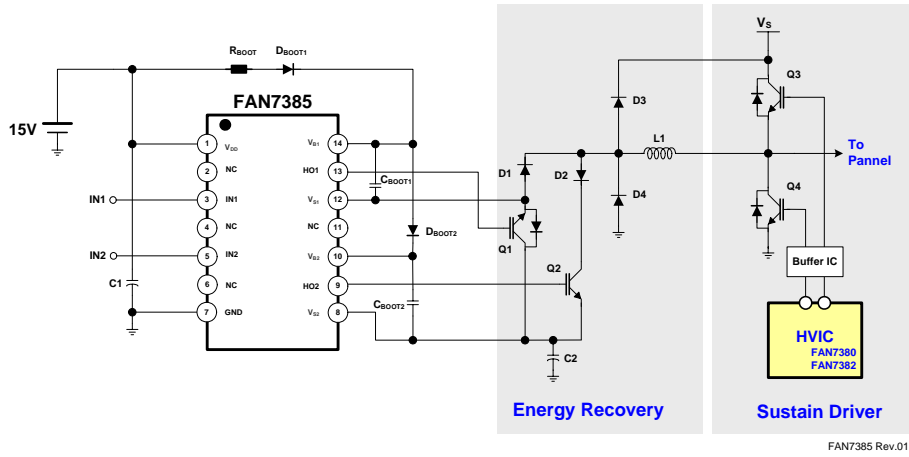 Vs
RBOOT
DBOOT1
Q3
FAN7385
D3
15V
1
VDD
VB1
14
2
NC
HO1
13
D1
D2
L1
To
Pannel
CBOOT1
IN1
3
IN1
VS1
12
D4
Q4
4
NC
NC
11
DBOOT2
Q1
IN2
5
IN2
VB2
10
Q2
Buffer IC
C1
6
NC
HO2
9
CBOOT2
7
GND
VS2
8
HVIC
FAN7380
FAN7382
C2
Energy Recovery
Sustain Driver
FAN7385 Rev.01